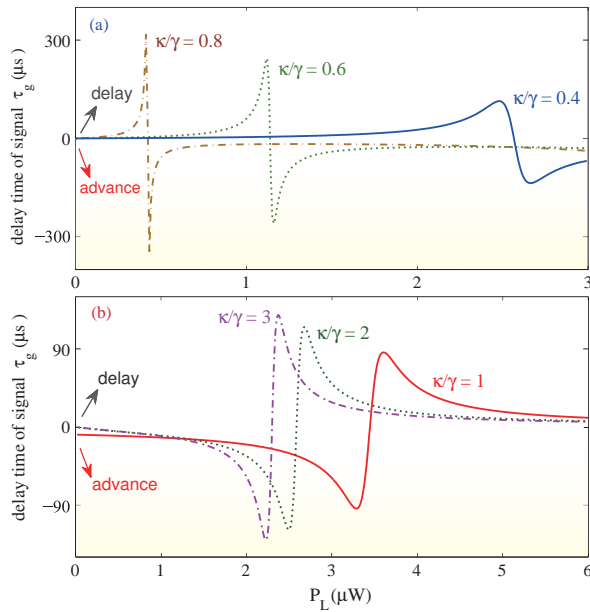 (a)
κ/γ = 0.8
κ/γ = 0.6
κ/γ = 0.4
delay
advance
delay time of signal τg (μs)
300
0
−300
0
1
2
3
(b)
κ/γ = 3
κ/γ = 2
κ/γ = 1
delay
advance
delay time of signal τg (μs)
90
0
−90
0
1
2
3
4
5
6
PL (μW)